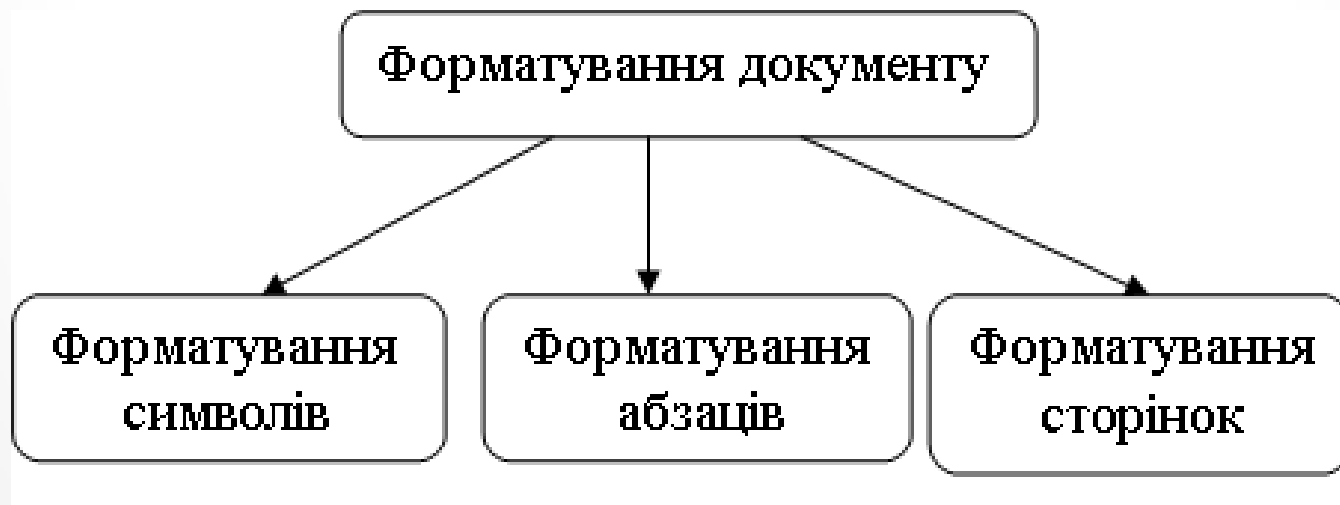 Форматування документу
Форматування
символів
Форматування
абзаців
Форматування
сторінок